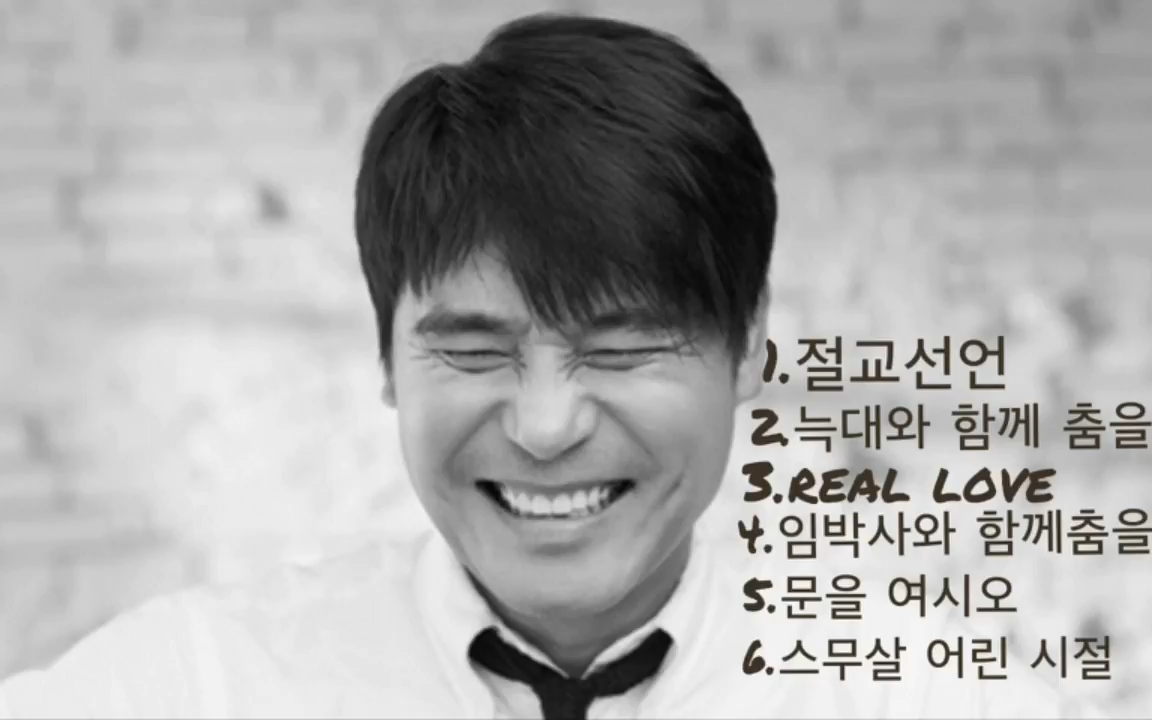 1.절교선언
2.늑대와 함께 춤을
3.REAL LOVE
4.임박사와 함께춤을
5.문을 여시오
6.스무살 어린 시절